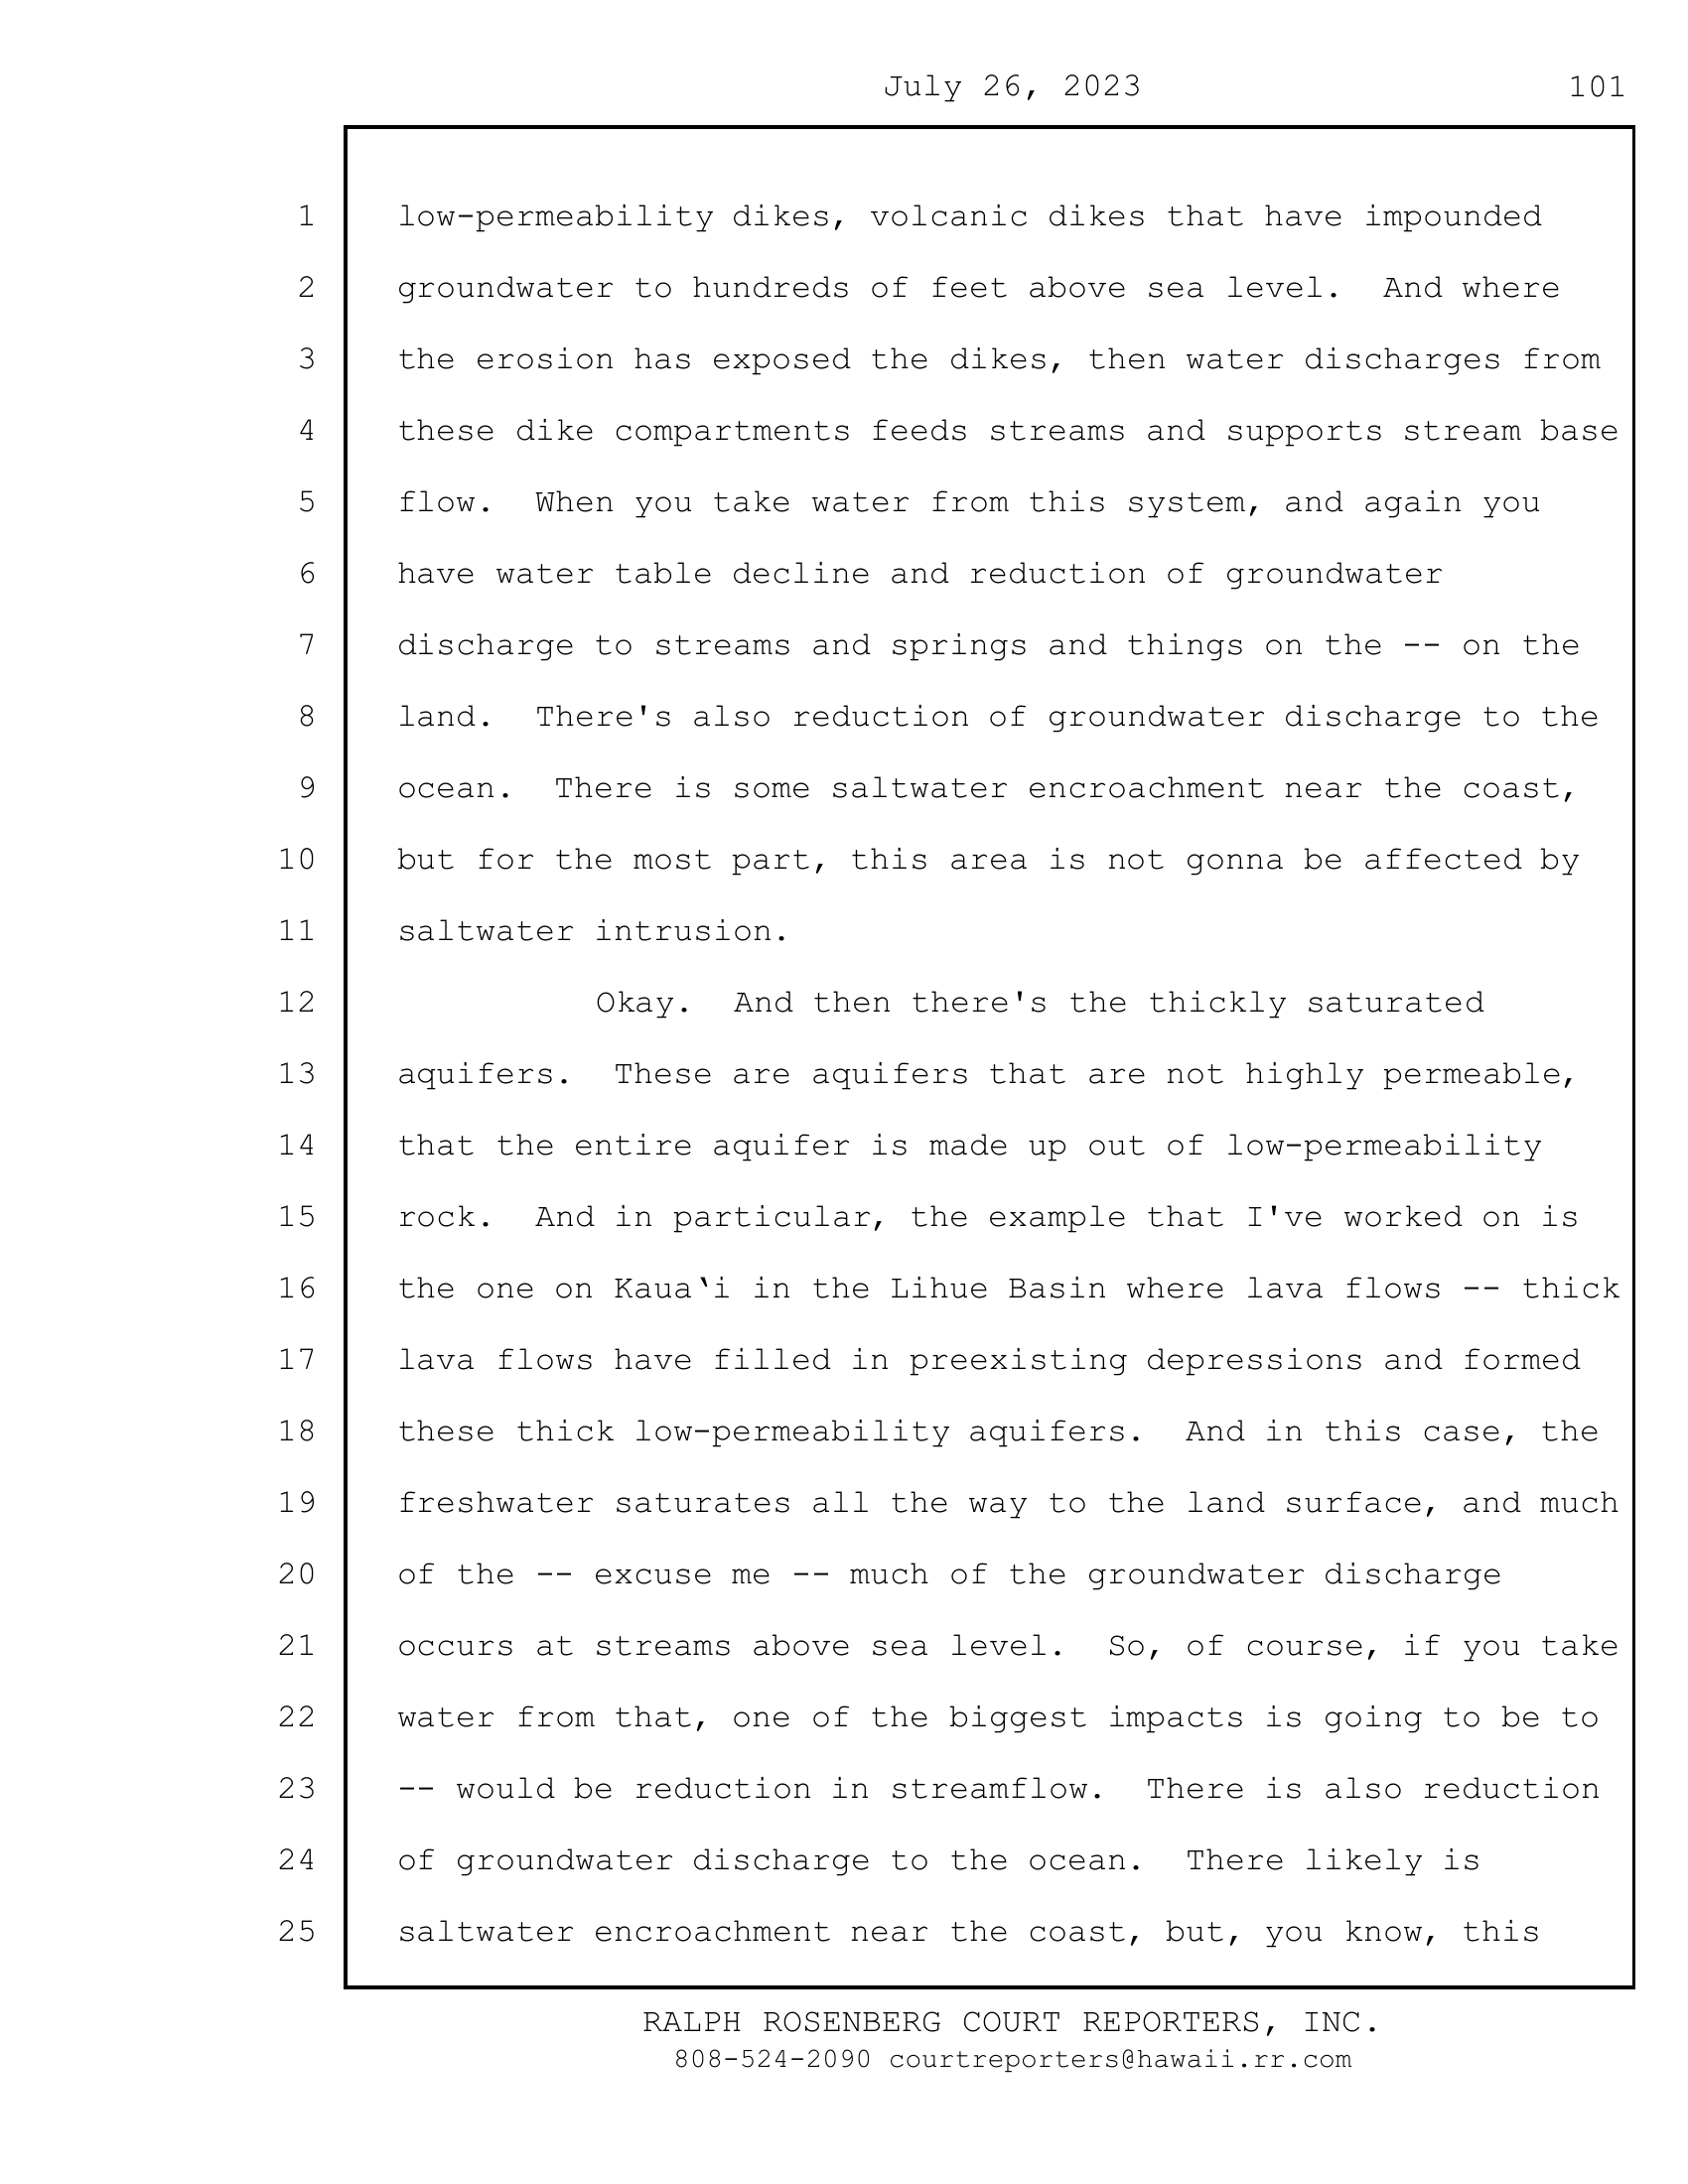 July 26, 2023 101
1 low-permeability dikes, volcanic dikes that have impounded
2 groundwater to hundreds of feet above sea level.  And where
3 the erosion has exposed the dikes, then water discharges from
4 these dike compartments feeds streams and supports stream base
5 flow.  When you take water from this system, and again you
6 have water table decline and reduction of groundwater
7 discharge to streams and springs and things on the -- on the
8 land.  There's also reduction of groundwater discharge to the
9 ocean.  There is some saltwater encroachment near the coast,
10 but for the most part, this area is not gonna be affected by
11 saltwater intrusion.
12 Okay.  And then there's the thickly saturated
13 aquifers.  These are aquifers that are not highly permeable,
14 that the entire aquifer is made up out of low-permeability
15 rock.  And in particular, the example that I've worked on is
16 the one on Kauaʻi in the Lihue Basin where lava flows -- thick
17 lava flows have filled in preexisting depressions and formed
18 these thick low-permeability aquifers.  And in this case, the
19 freshwater saturates all the way to the land surface, and much
20 of the -- excuse me -- much of the groundwater discharge
21 occurs at streams above sea level.  So, of course, if you take
22 water from that, one of the biggest impacts is going to be to
23 -- would be reduction in streamflow.  There is also reduction
24 of groundwater discharge to the ocean.  There likely is
25 saltwater encroachment near the coast, but, you know, this
RALPH ROSENBERG COURT REPORTERS, INC.
808-524-2090 courtreporters@hawaii.rr.com